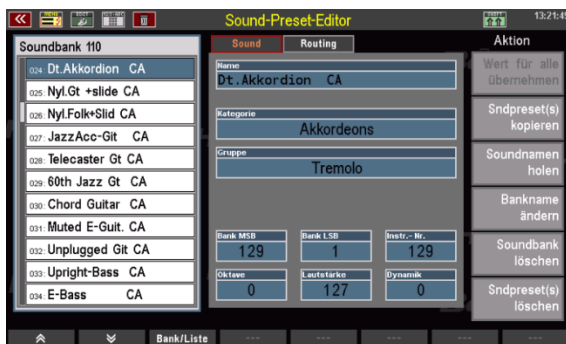 Sound-Preset-Editor
13:21:45
Soundbank 110
024: Dt.Akkordion CA
025: Nyl.Gt +slide CA
026: Nyl.Folk+Slid CA
027: JazzAcc-Git CA
028: Telecaster Gt CA
029: 60th Jazz Gt CA
030: Chord Guitar CA
031: Muted E-Guit. CA
032: Unplugged Git CA
033: Upright-Bass CA
034: E-Bass CA
Sound
Routing
Name
Dt.Akkordion CA
Kategorie
Akkordeons
Gruppe
Tremolo
Bank MSB
Bank LSB
Instr.- Nr.
129
1
129
Oktave
Lautstärke
Dynamik
0
127
0
Aktion
Wert für alle
übernehmen
Sndpreset(s)
kopieren
Soundnamen
holen
Bankname
ändern
Soundbank
löschen
Sndpreset(s)
löschen
Bank/Liste
---
---
---
---
---